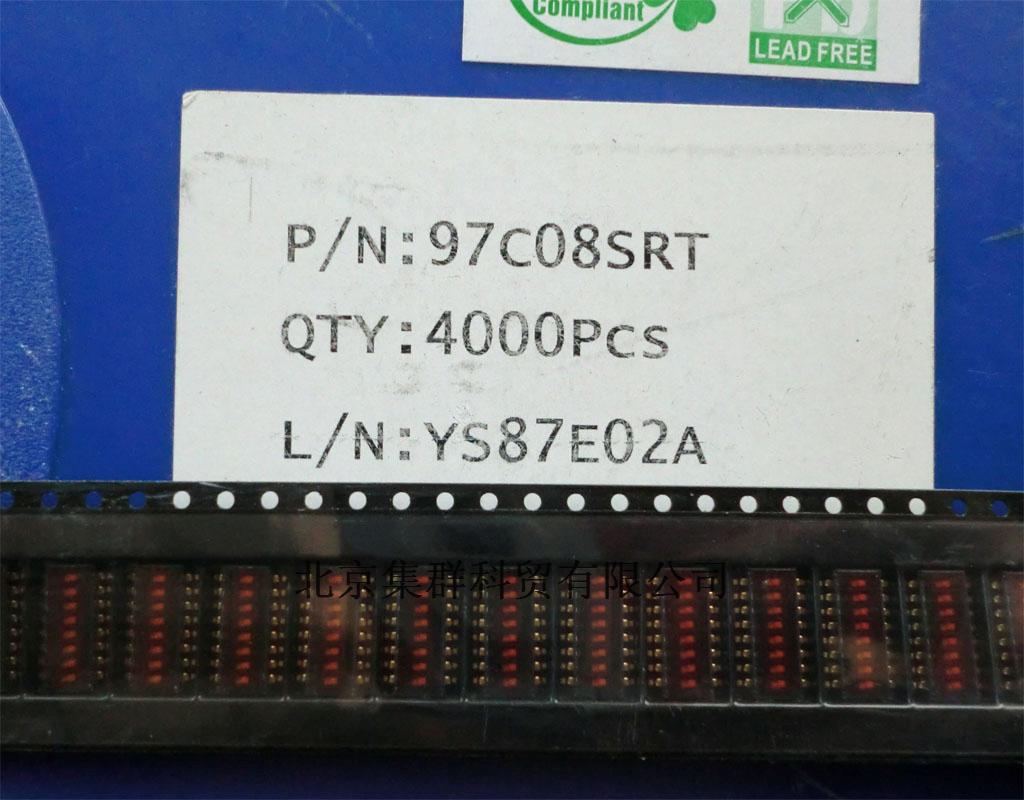 Compliant
LEAD FREE
P/N:97C08SRT
QTY:4000PCS
L/N:YS87E02A
北京集群科贸有限公司